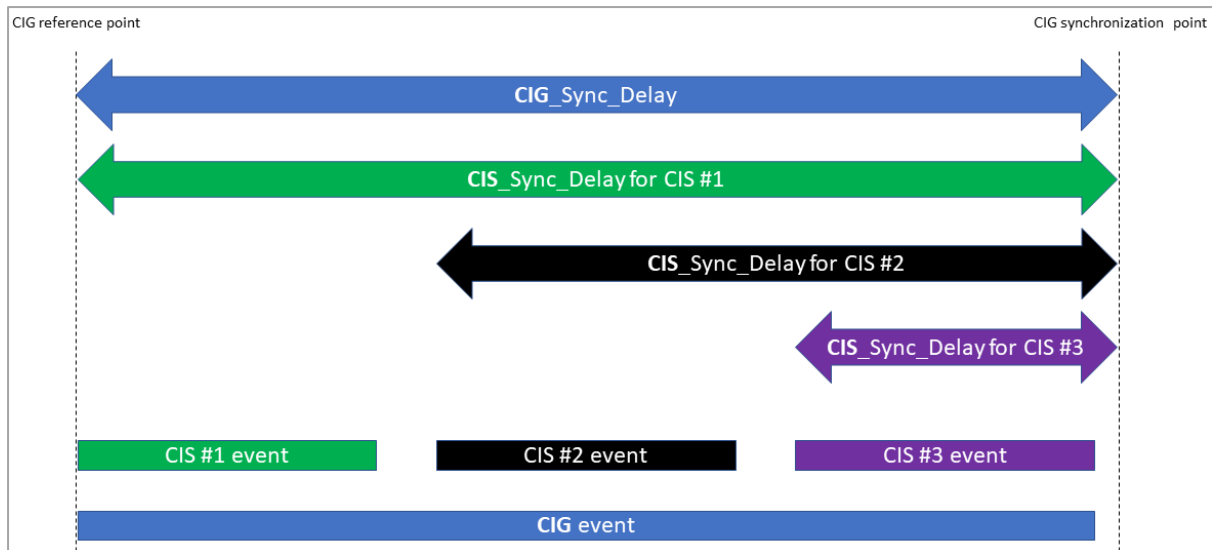 CIG reference point
CIG synchronization point
CIG_Sync_Delay
CIS_Sync_Delay for CIS #1
CIS_Sync_Delay for CIS #2
CIS_Sync_Delay for CIS #3
CIS #1 event
CIS #2 event
CIS #3 event
CIG event